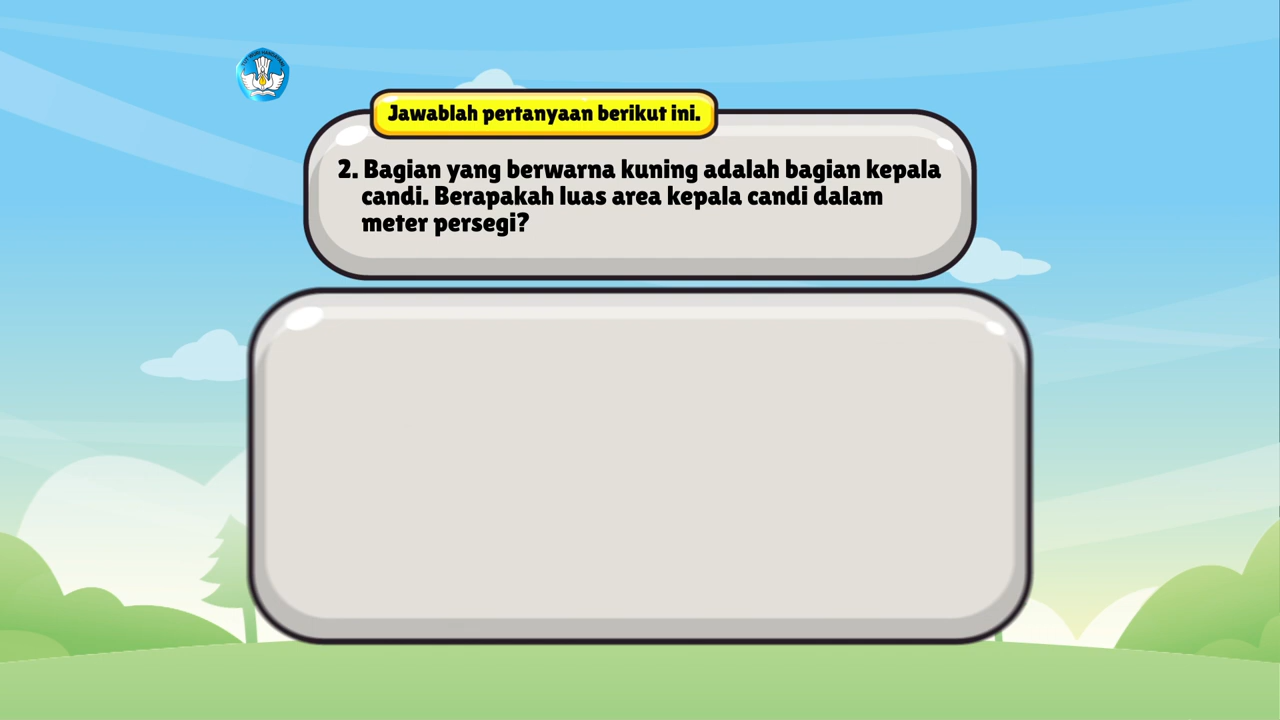 Jawablah pertanyaan berikut ini.
2. Bagian yang berwarna kuning adalah bagian kepala
candi. Berapakah luas area kepala candi dalam
meter persegi?